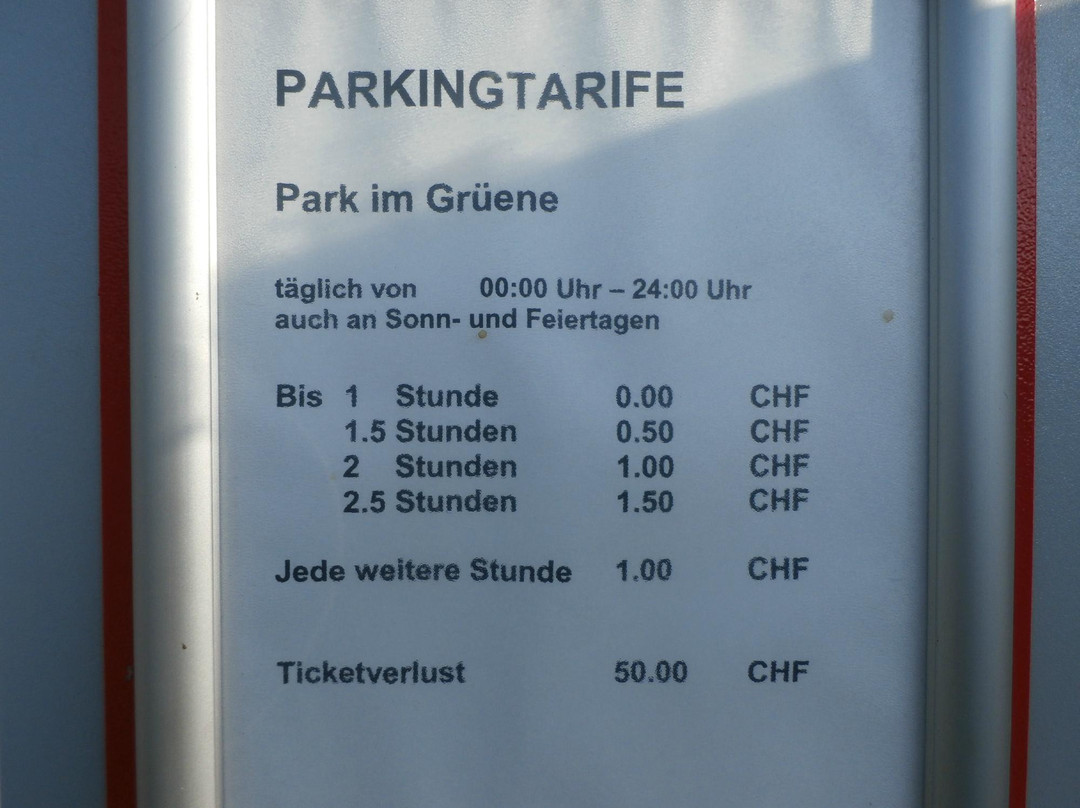 PARKINGTARIFE
Park im Grüene
täglich von 00:00 Uhr – 24:00 Uhr
auch an Sonn- und Feiertagen
Bis 1 Stunde 0.00 CHF
1.5 Stunden 0.50 CHF
2 Stunden 1.00 CHF
2.5 Stunden 1.50 CHF
Jede weitere Stunde 1.00 CHF
Ticketverlust 50.00 CHF